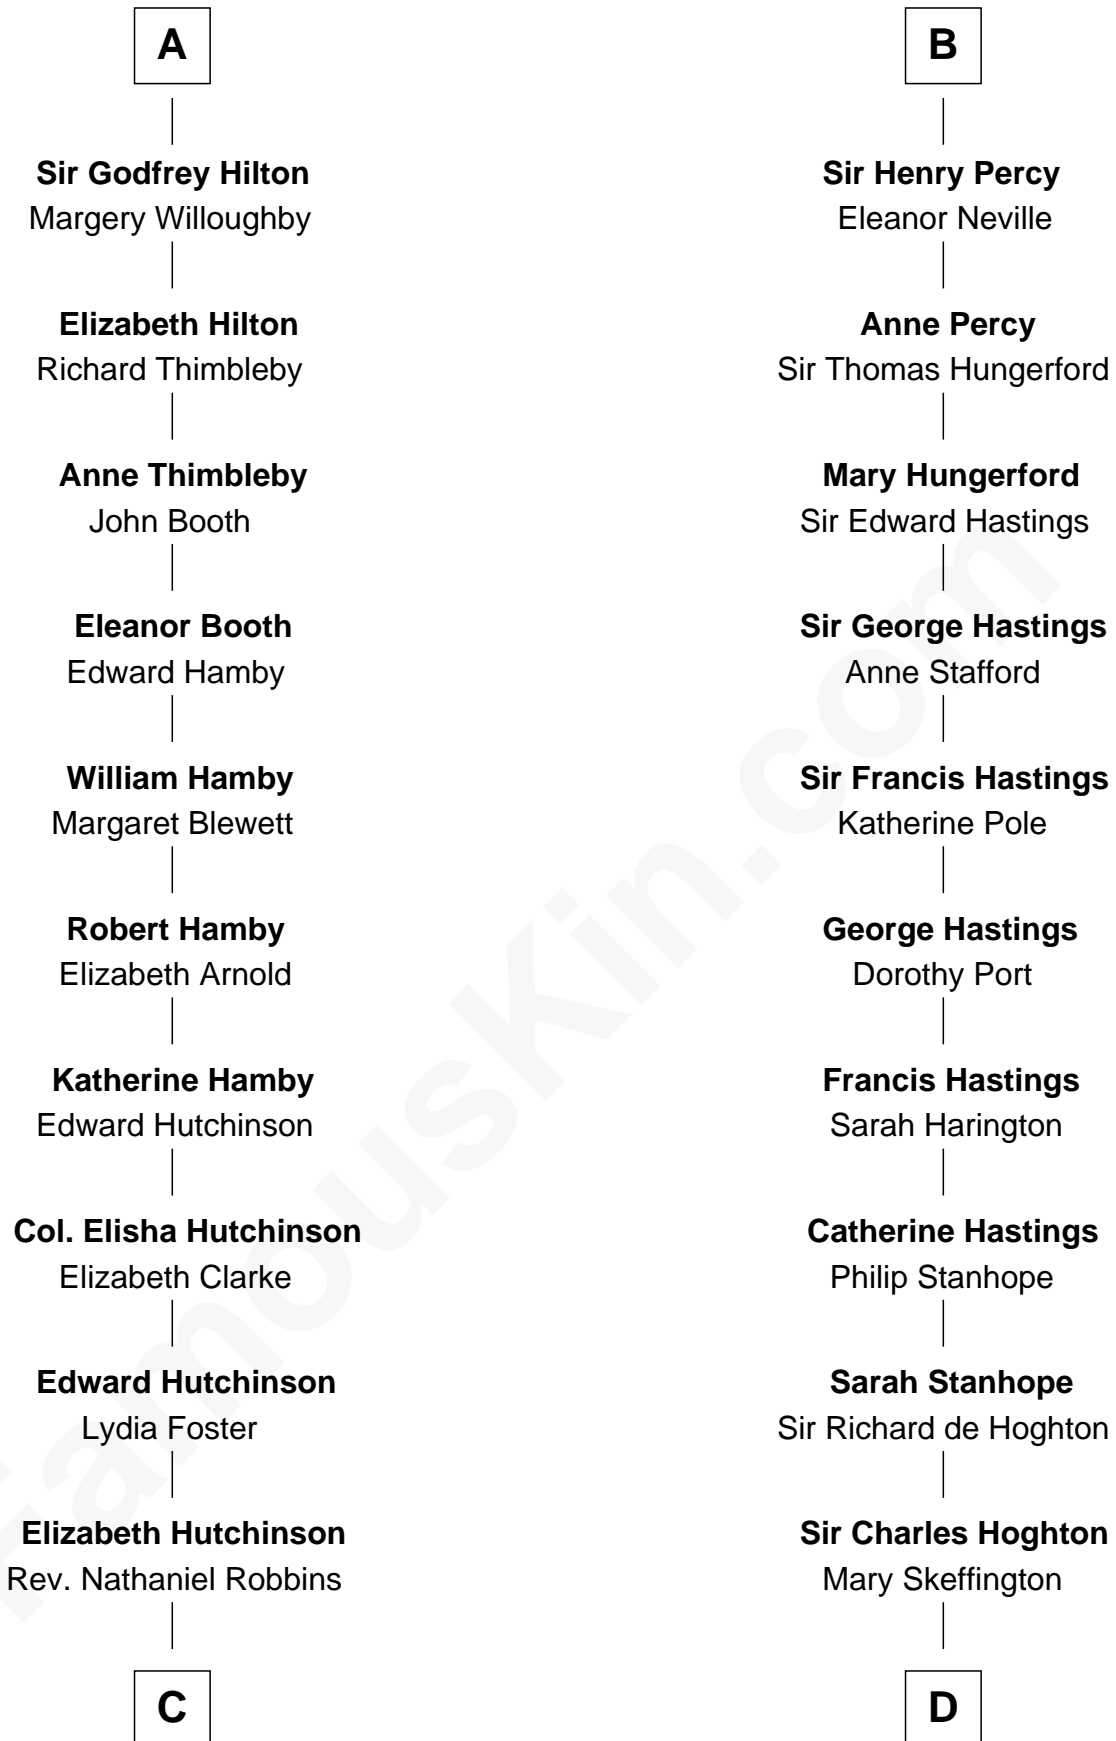 A
Sir Godfrey Hilton
Margery Willoughby
Elizabeth Hilton
Richard Thimbleby
Anne Thimbleby
John Booth
Eleanor Booth
Edward Hamby
William Hamby
Margaret Blewett
Robert Hamby
Elizabeth Arnold
Katherine Hamby
Edward Hutchinson
Col. Elisha Hutchinson
Elizabeth Clarke
Edward Hutchinson
Lydia Foster
Elizabeth Hutchinson
Rev. Nathaniel Robbins
C
B
Sir Henry Percy
Eleanor Neville
Anne Percy
Sir Thomas Hungerford
Mary Hungerford
Sir Edward Hastings
Sir George Hastings
Anne Stafford
Sir Francis Hastings
Katherine Pole
George Hastings
Dorothy Port
Francis Hastings
Sarah Harington
Catherine Hastings
Philip Stanhope
Sarah Stanhope
Sir Richard de Hoghton
Sir Charles Hoghton
Mary Skeffington
D
FamousKin.com